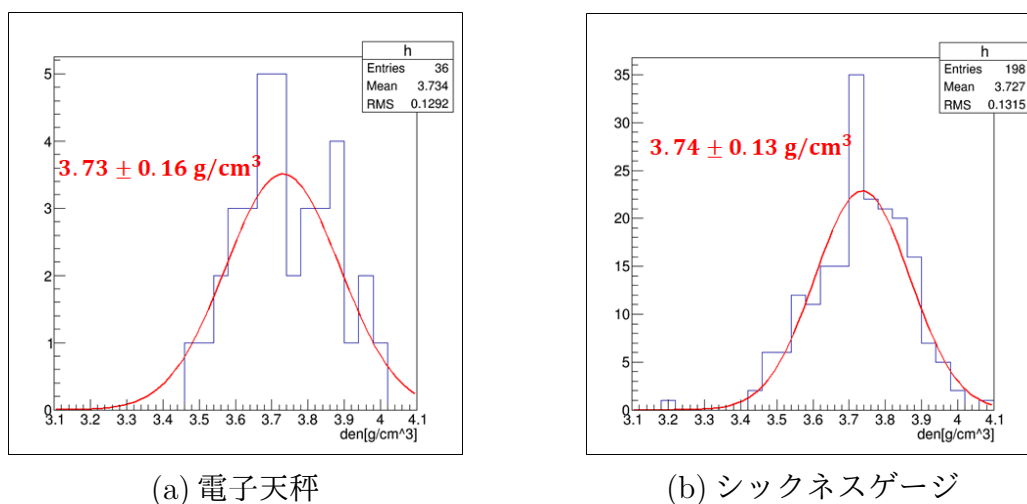 h
Entries 36
Mean 3.734
RMS 0.1292
5
4
3
2
1
0
3.73 ± 0.16 g/cm³
3.1 3.2 3.3 3.4 3.5 3.6 3.7 3.8 3.9 4 4.1
den[g/cm^3]
(a) 電子天秤
h
Entries 198
Mean 3.727
RMS 0.1315
35
30
25
20
15
10
5
0
3.74 ± 0.13 g/cm³
3.1 3.2 3.3 3.4 3.5 3.6 3.7 3.8 3.9 4 4.1
den[g/cm^3]
(b) シックネスゲージ